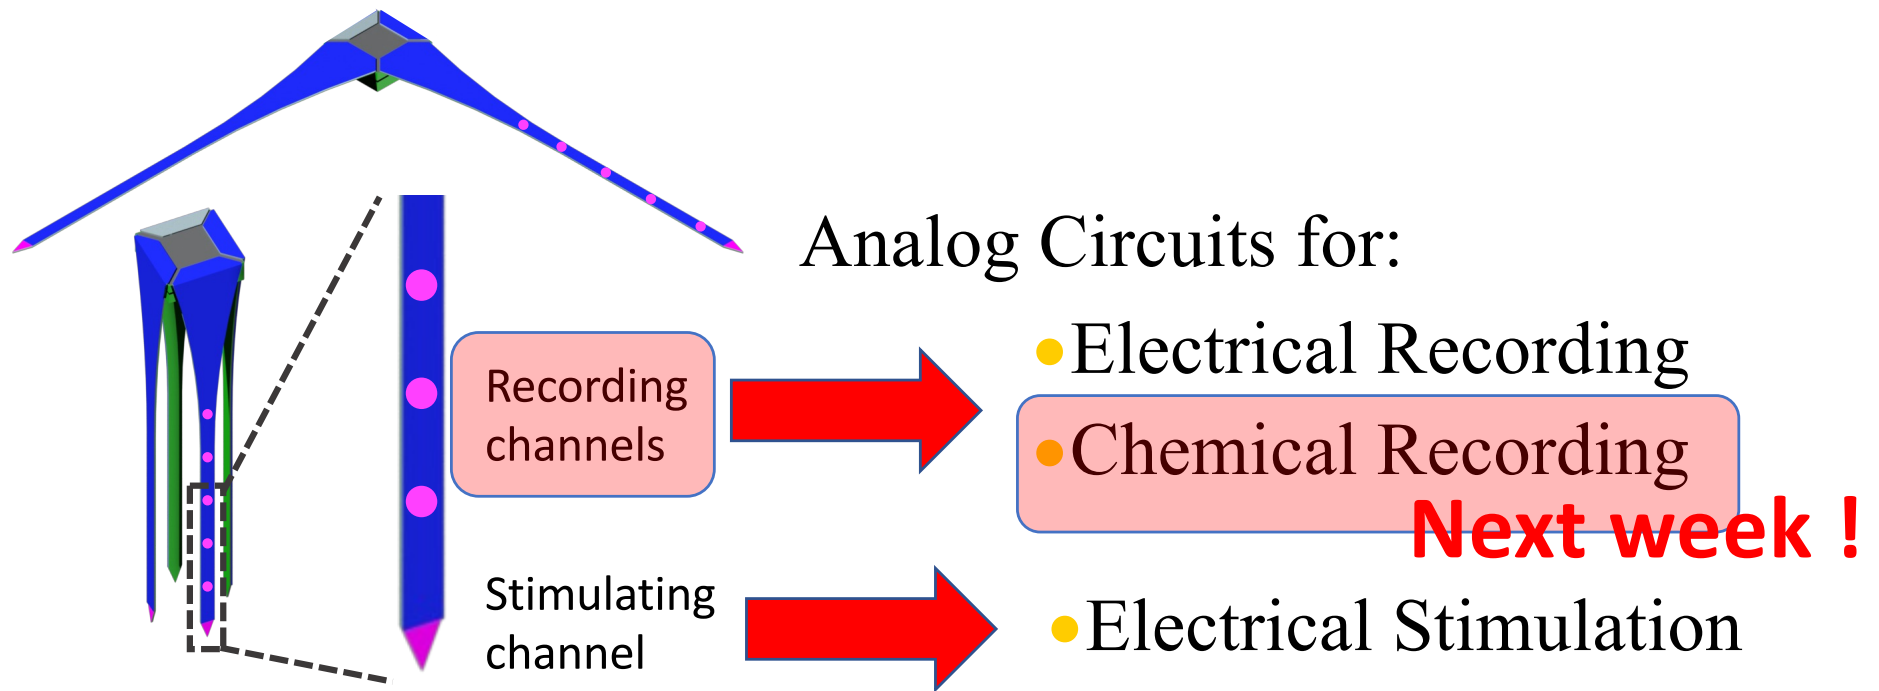 Analog Circuits for:
Recording
channels
•Electrical Recording
•Chemical Recording
Next week !
Stimulating
channel
•Electrical Stimulation